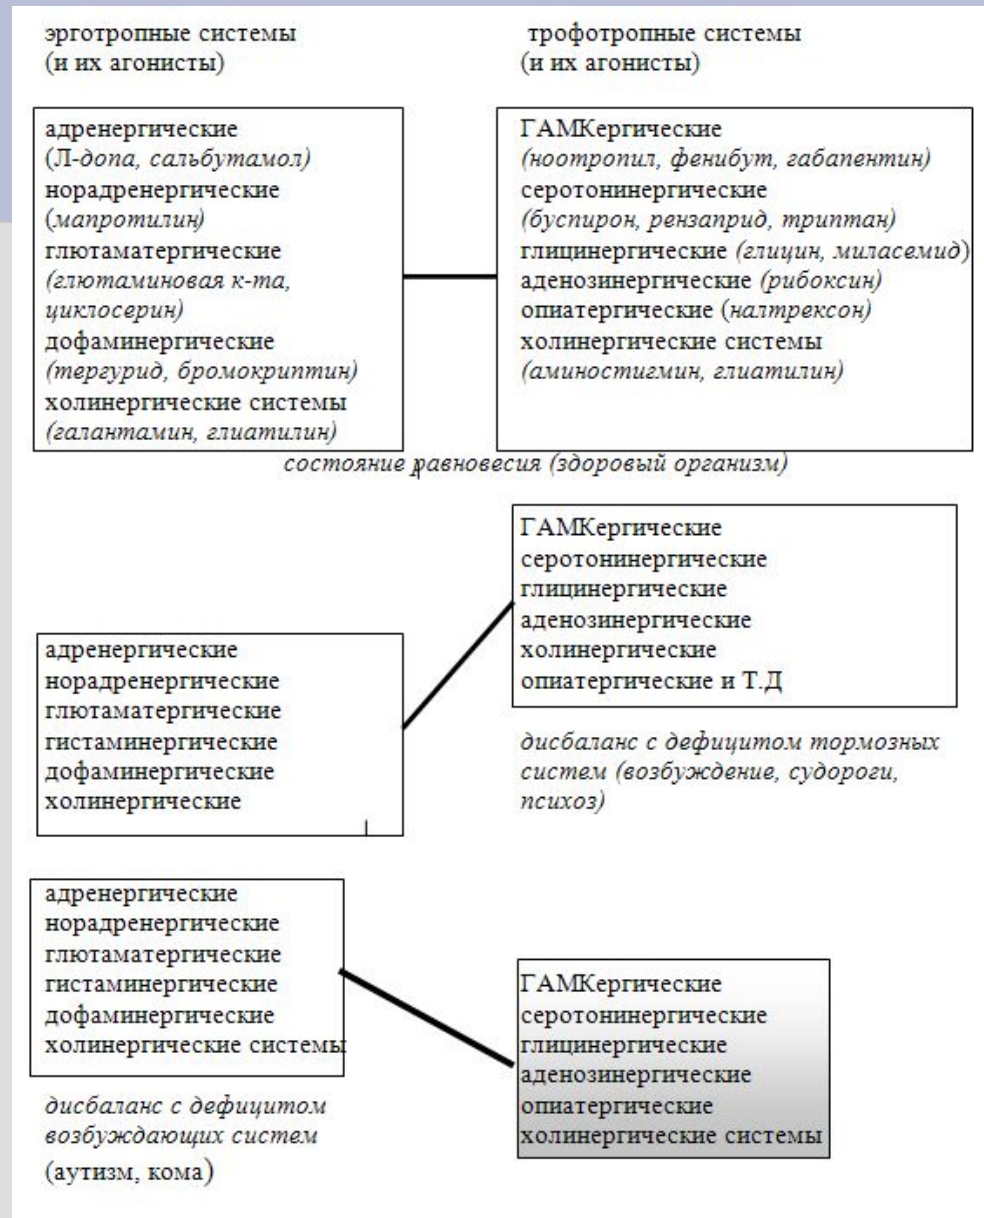 эрготропные системы
(и их агонисты)
трофотропные системы
(и их агонисты)
адренергические
(Л-допа, сальбутамол)
норадренергические
(мапротилин)
глютаматергические
(глютаминовая к-та,
циклосерин)
дофаминергические
(тергурид, бромокриптин)
холинергические системы
(галантамин, глиатилин)
ГАМКергические
(ноотропил, фенибут, габапентин)
серотонинергические
(буспирон, рензаприд, триптан)
глицинергические (глицин, миласемид)
аденозинергические (рибоксин)
опиатергические (налтрексон)
холинергические системы
(аминостигмин, глиатилин)
состояние равновесия (здоровый организм)
адренергические
норадренергические
глютаматергические
гистаминергические
дофаминергические
холинергические
ГАМКергические
серотонинергические
глицинергические
аденозинергические
холинергические
опиатергические и Т.Д
дисбаланс с дефицитом тормозных
систем (возбуждение, судороги,
психоз)
адренергические
норадренергические
глютаматергические
гистаминергические
дофаминергические
холинергические системы
дисбаланс с дефицитом
возбуждающих систем
(аутизм, кома)
ГАМКергические
серотонинергические
глицинергические
аденозинергические
опиатергические
холинергические системы